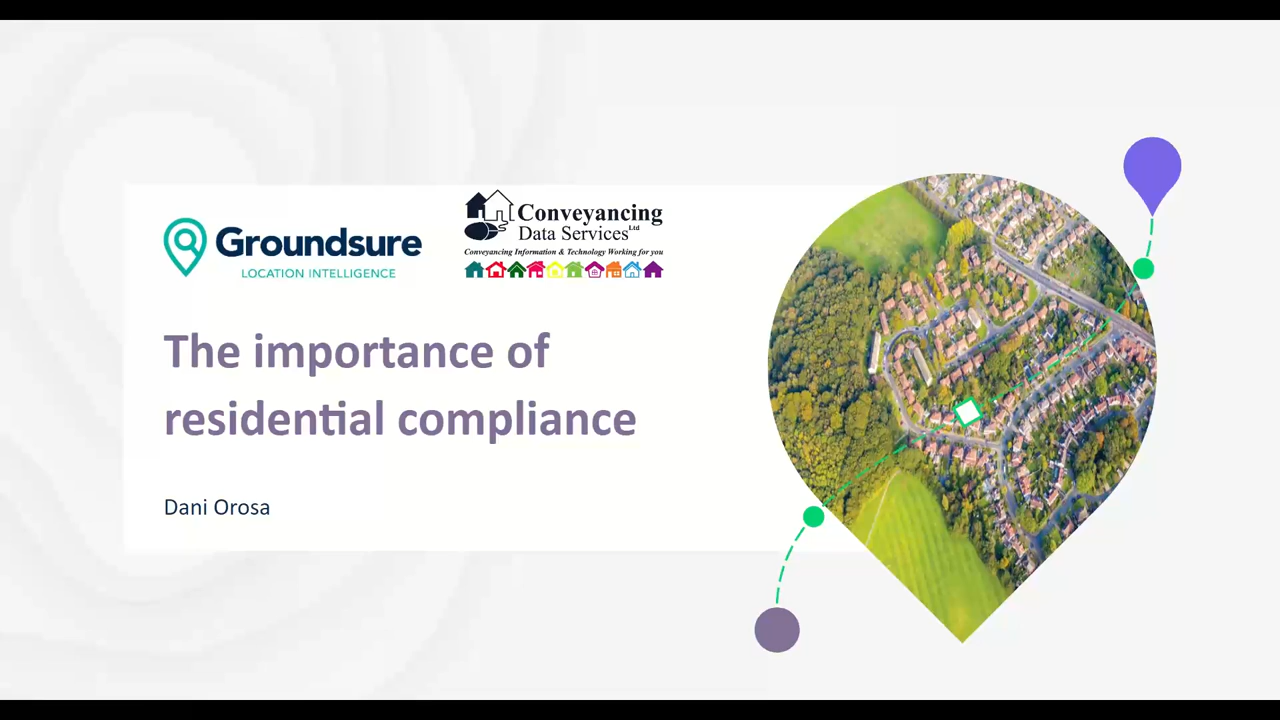 Groundsure
LOCATION INTELLIGENCE
Conveyancing
Data Services Ltd
Conveyancing Information & Technology Working for you
The importance of
residential compliance
Dani Orosa